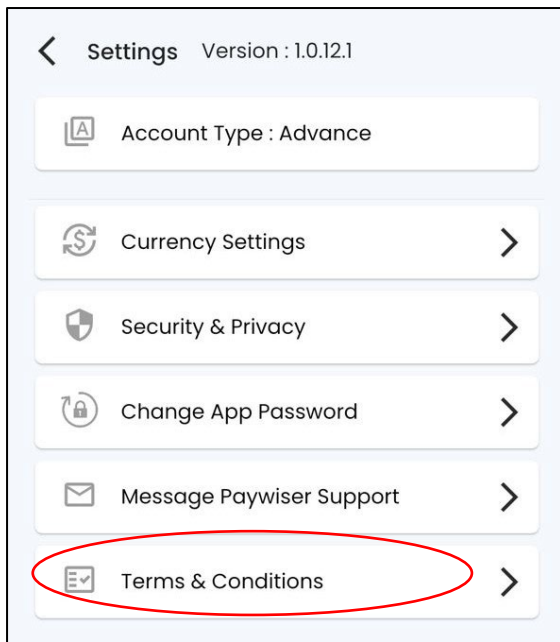 Settings Version : 1.0.12.1
Account Type : Advance
Currency Settings
Security & Privacy
Change App Password
Message Paywiser Support
Terms & Conditions